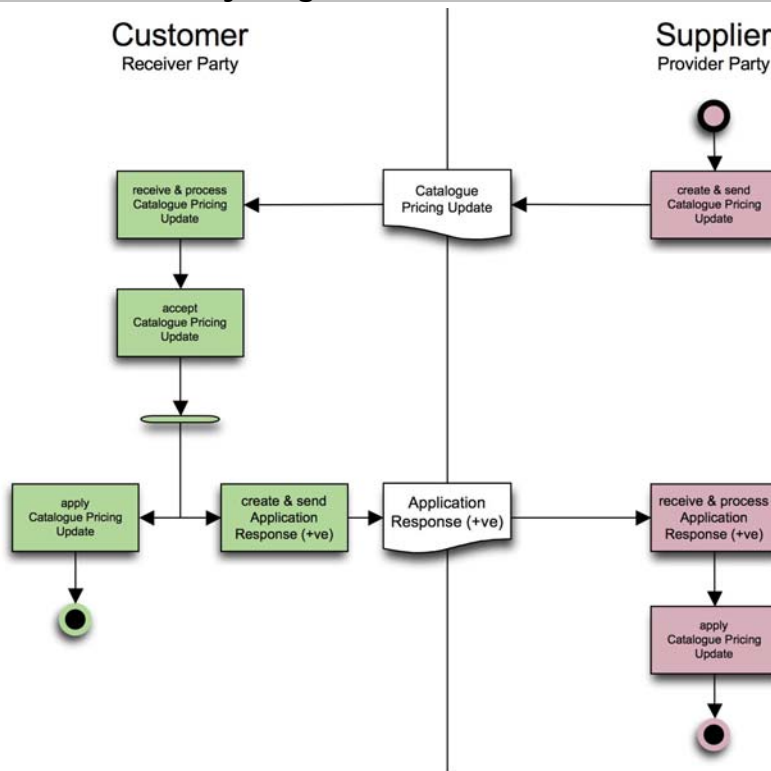 Customer
Receiver Party
Supplier
Provider Party
receive & process
Catalogue Pricing
Update
Catalogue
Pricing Update
create & send
Catalogue Pricing
Update
accept
Catalogue Pricing
Update
apply
Catalogue Pricing
Update
create & send
Application
Response (+ve)
Application
Response (+ve)
receive & process
Application
Response (+ve)
apply
Catalogue Pricing
Update